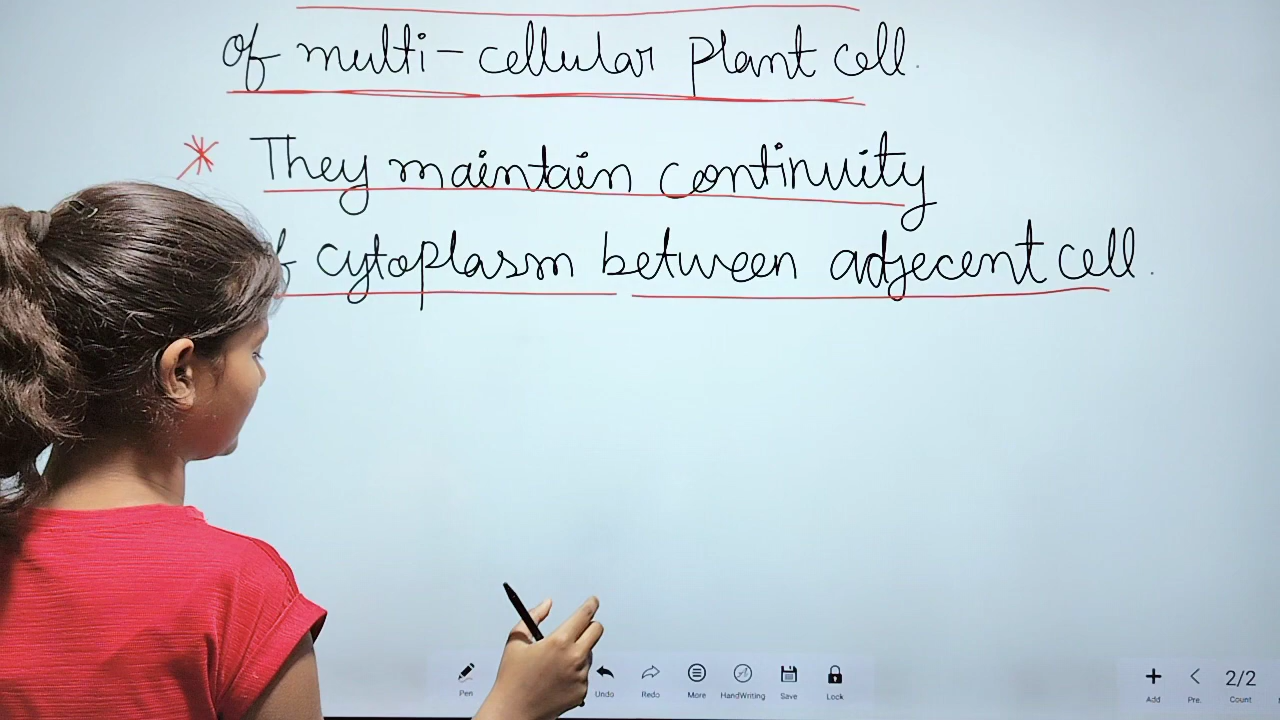 of multi-cellular plant cell.
* They maintain continuity
cytoplasm between adjecent cell.
Pen Undo Redo More HandWriting Save Lock
Add Pre. 2/2 Count